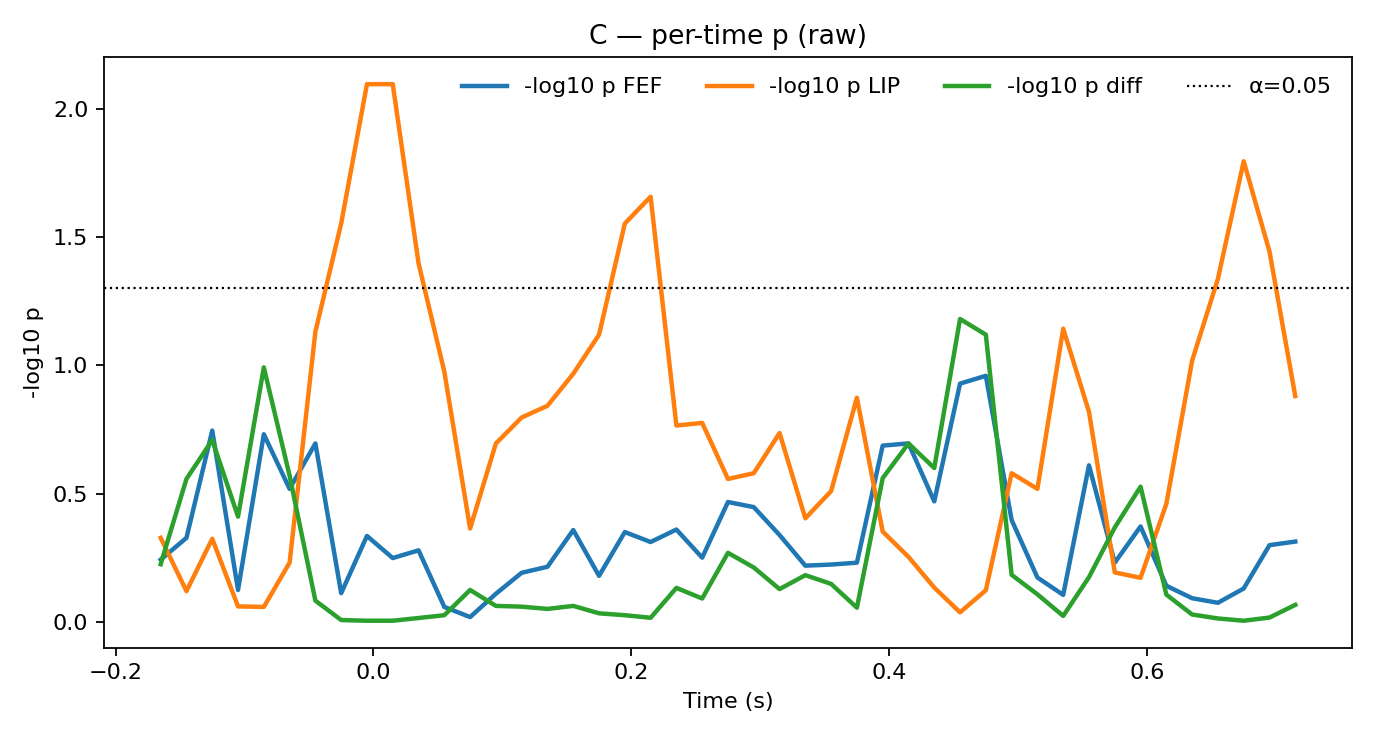 C — per-time p (raw)
-log10 p FEF
-log10 p LIP
-log10 p diff
α=0.05
-log10 p
2.0
1.5
1.0
0.5
0.0
−0.2
0.0
0.2
0.4
0.6
Time (s)